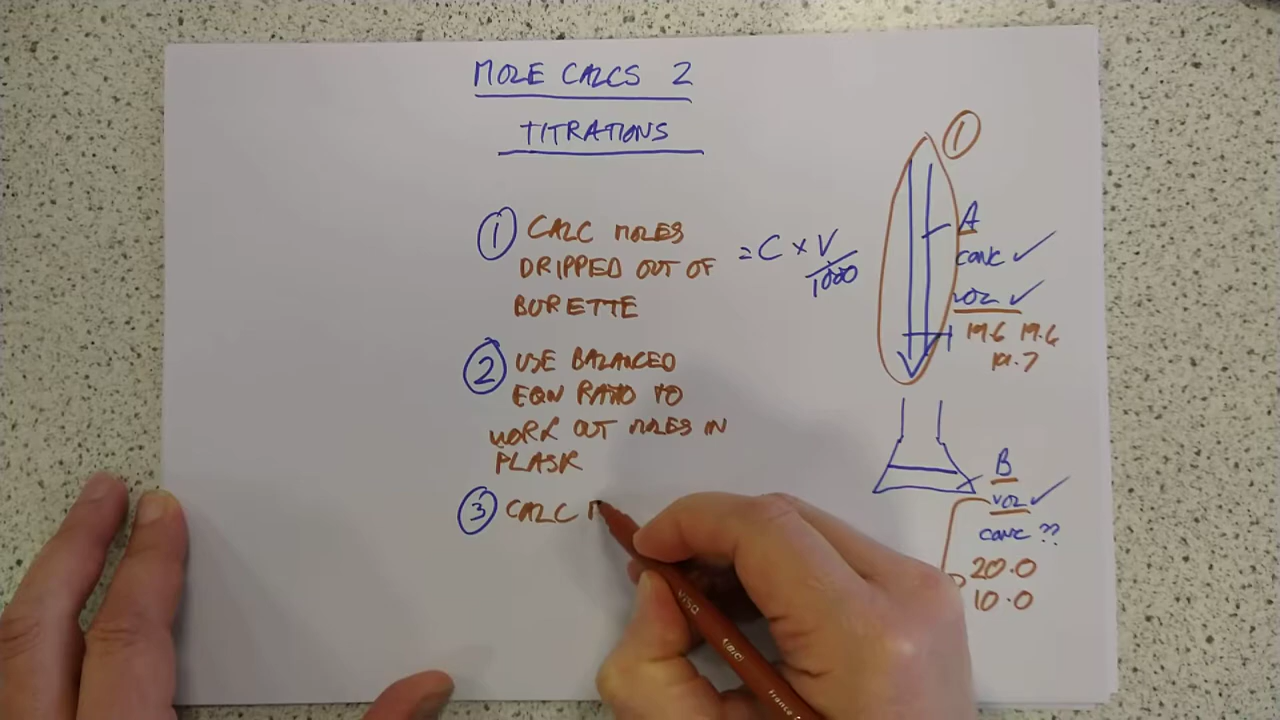 MOLE CALCS 2
TITRATIONS
1 CALC MOLES
DRIPPED OUT OF
BURETTE
= C × V/1000
2 USE BALANCED
EQN RATIO TO
WORK OUT MOLES IN
FLASK
3 CALC
1
A
CONC ✓
VOL ✓
19.6 19.6
19.7
B
VOL ✓
CONC ??
20.0
10.0